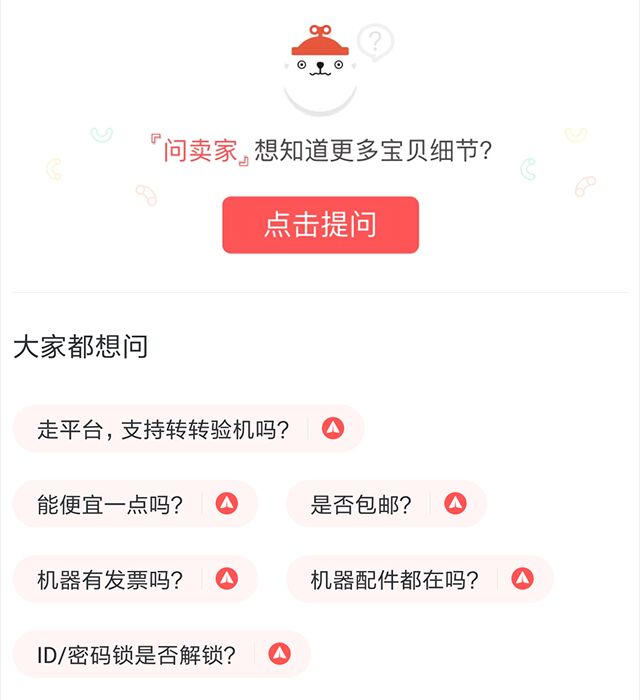 ?
『问卖家』想知道更多宝贝细节?
点击提问
大家都想问
走平台，支持转转验机吗?
能便宜一点吗?
是否包邮?
机器有发票吗?
机器配件都在吗?
ID/密码锁是否解锁?